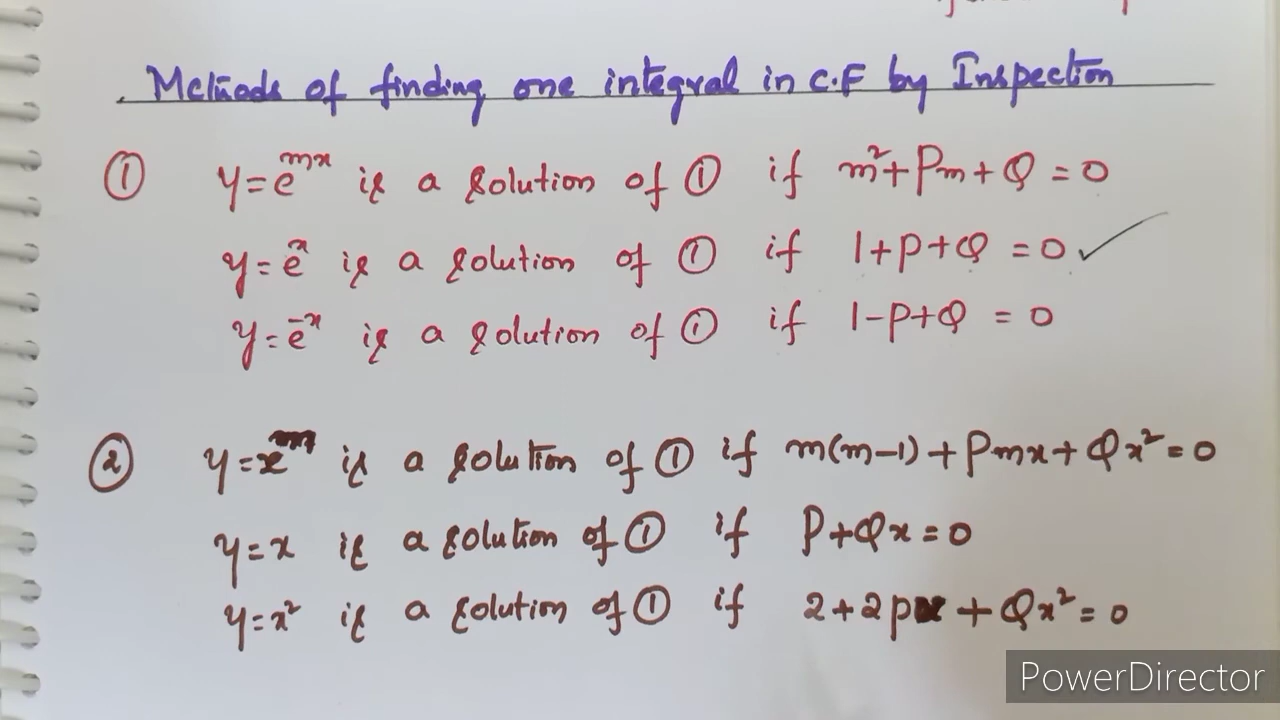 Methods of finding one integral in C.F by Inspection
① y = e^{mx} is a solution of ① if m² + Pm + Q = 0
y = e^{x} is a solution of ① if 1 + P + Q = 0 ✓
y = e^{-x} is a solution of ① if 1 - P + Q = 0
② y = x^{m} is a solution of ① if m(m-1) + Pmx + Qx² = 0
y = x is a solution of ① if P + Qx = 0
y = x² is a solution of ① if 2 + 2Px + Qx² = 0
PowerDirector